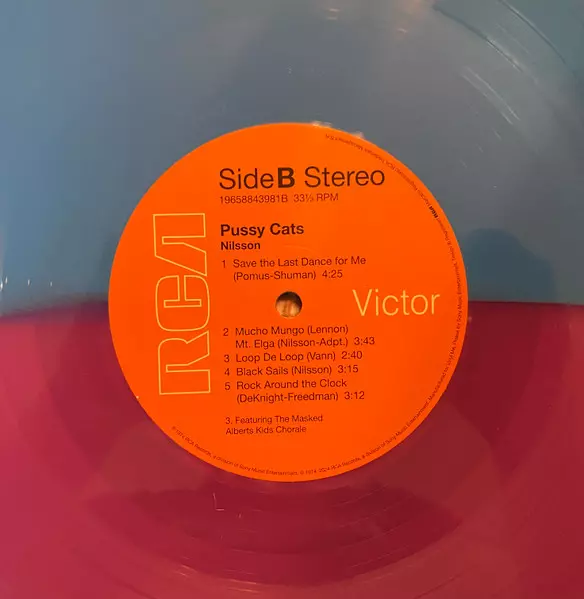 Side B Stereo
19658843981B 33⅓ RPM
Pussy Cats
Nilsson
1 Save the Last Dance for Me
(Pomus-Shuman) 4:25
RCA
Victor
2 Mucho Mungo (Lennon)
Mt. Elga (Nilsson-Adpt.) 3:43
3 Loop De Loop (Vann) 2:40
4 Black Sails (Nilsson) 3:15
5 Rock Around the Clock
(DeKnight-Freedman) 3:12
3. Featuring The Masked
Alberts Kids Chorale